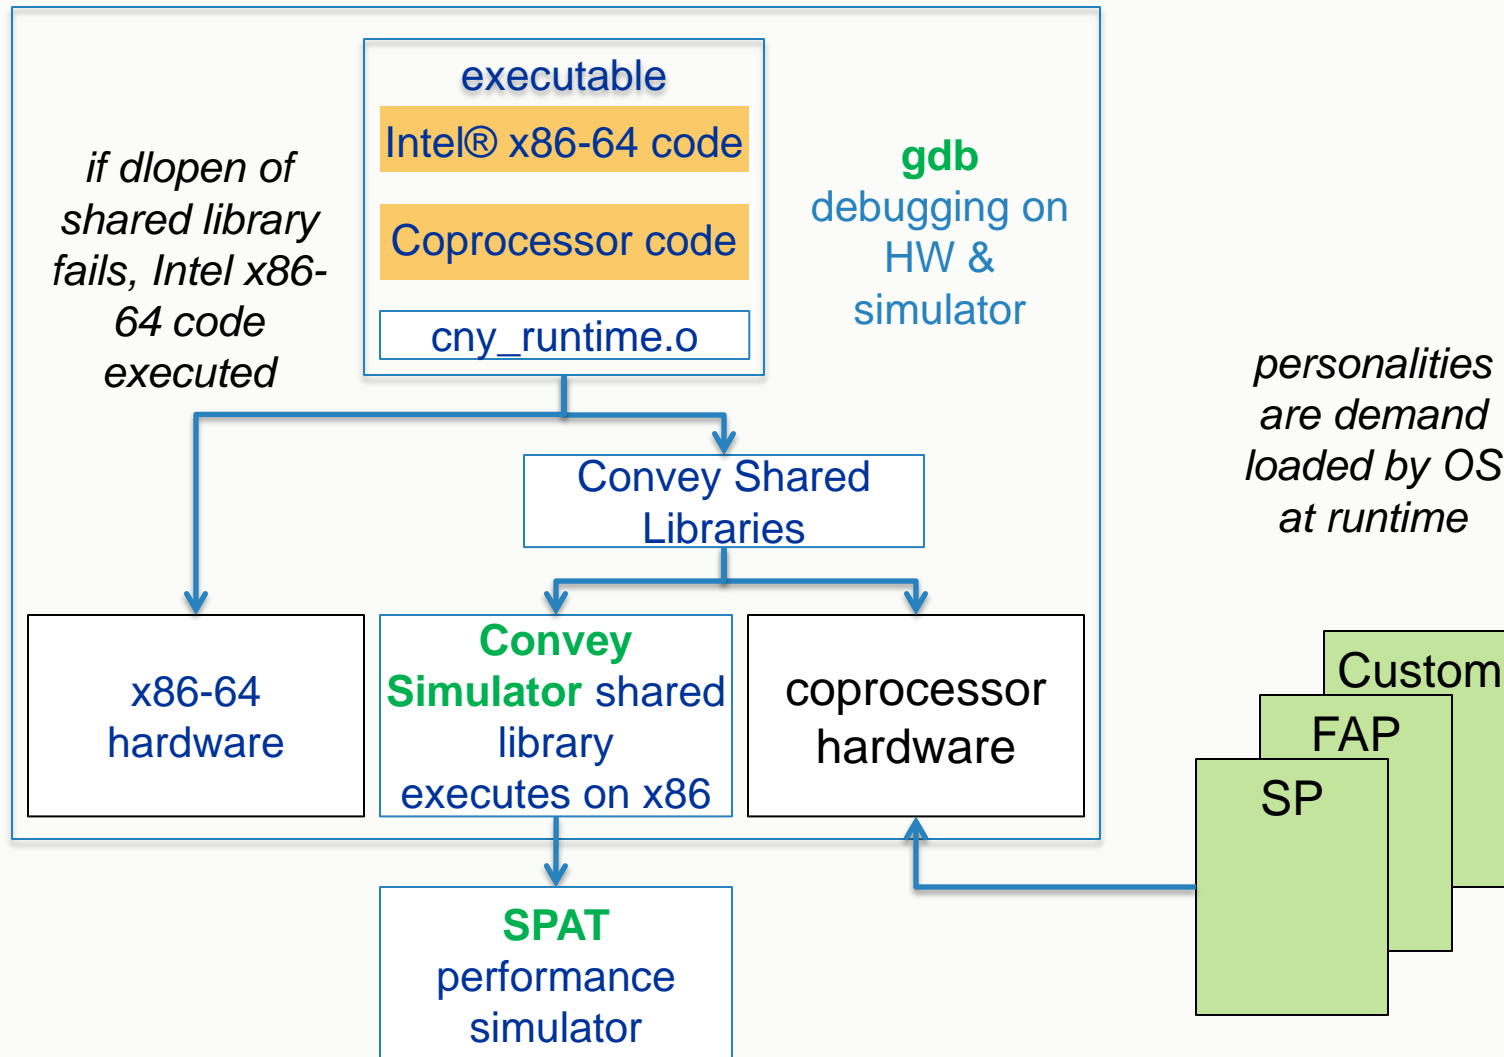 executable
Intel® x86-64 code
Coprocessor code
cny_runtime.o
if dlopen of
shared library
fails, Intel x86-
64 code
executed
gdb
debugging on
HW &
simulator
personalities
are demand
loaded by OS
at runtime
Convey Shared
Libraries
x86-64
hardware
Convey
Simulator shared
library
executes on x86
coprocessor
hardware
Custom
FAP
SP
SPAT
performance
simulator